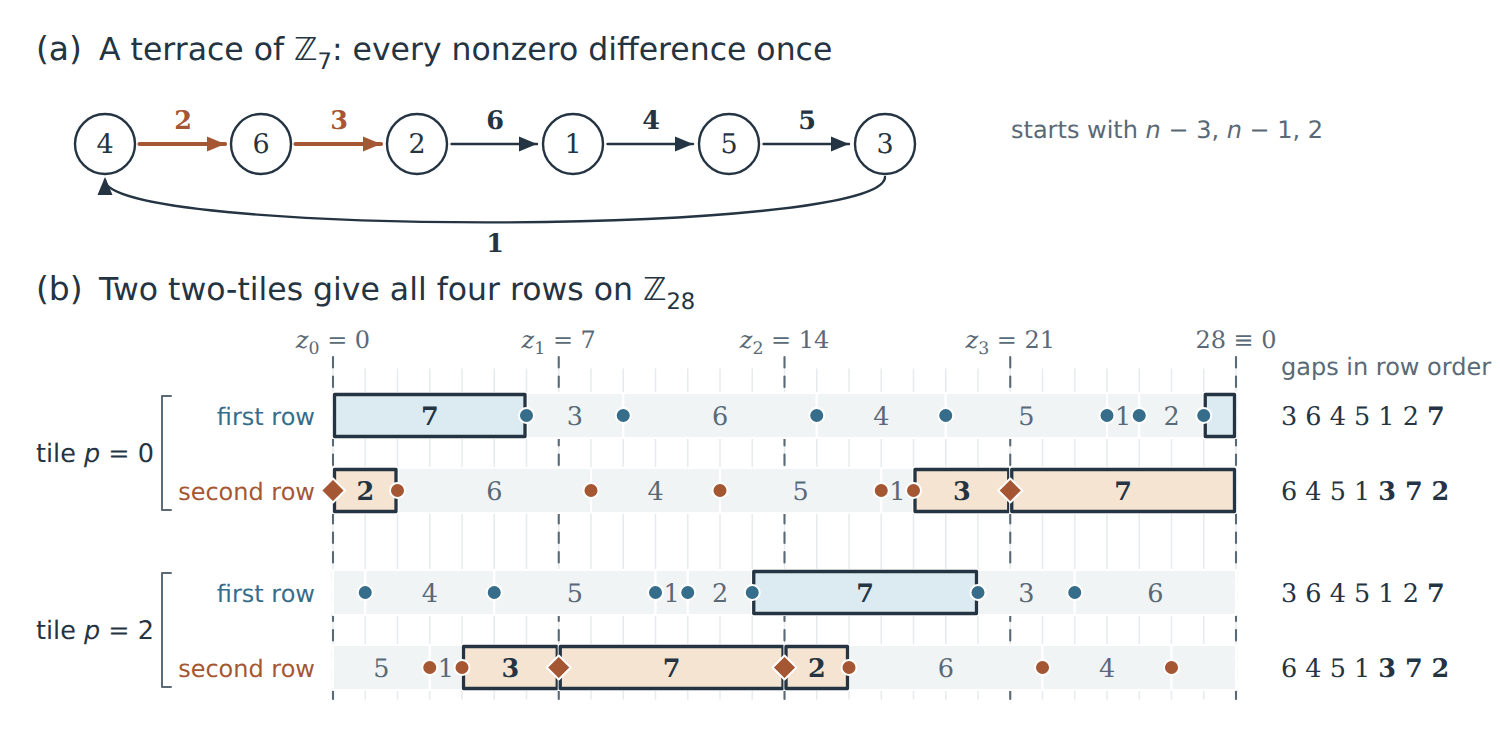 (a) A terrace of ℤ₇: every nonzero difference once
2 3 6 4 5
4 6 2 1 5 3
starts with n − 3, n − 1, 2
1
(b) Two two-tiles give all four rows on ℤ₂₈
z₀ = 0 z₁ = 7 z₂ = 14 z₃ = 21 28 ≡ 0
gaps in row order
tile p = 0
first row 7 3 6 4 5 1 2 3 6 4 5 1 2 7
second row 2 6 4 5 1 3 7 6 4 5 1 3 7 2
tile p = 2
first row 4 5 1 2 7 3 6 3 6 4 5 1 2 7
second row 5 1 3 7 2 6 4 6 4 5 1 3 7 2